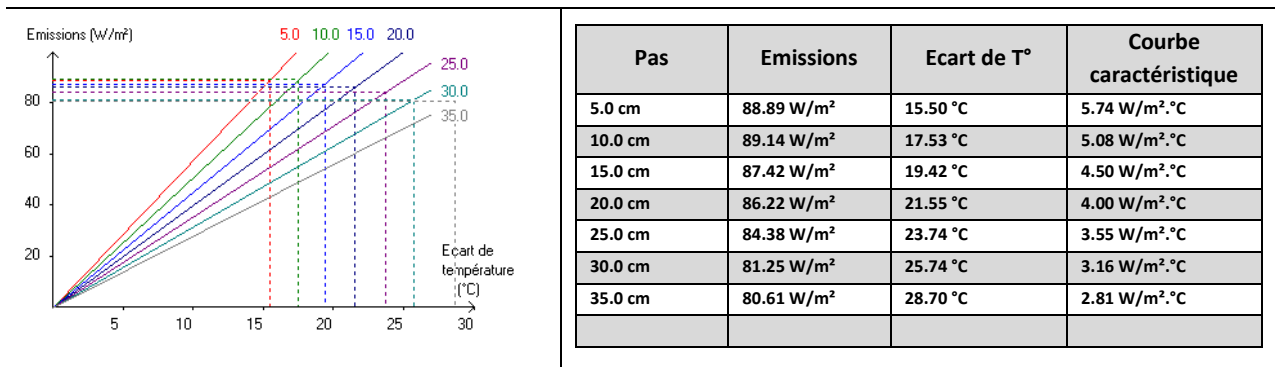 Emissions (W/m²)
5.0 10.0 15.0 20.0
25.0
30.0
35.0
80
60
40
20
Ecart de
température
(°C)
5 10 15 20 25 30
Pas Emissions Ecart de T° Courbe caractéristique
5.0 cm 88.89 W/m² 15.50 °C 5.74 W/m².°C
10.0 cm 89.14 W/m² 17.53 °C 5.08 W/m².°C
15.0 cm 87.42 W/m² 19.42 °C 4.50 W/m².°C
20.0 cm 86.22 W/m² 21.55 °C 4.00 W/m².°C
25.0 cm 84.38 W/m² 23.74 °C 3.55 W/m².°C
30.0 cm 81.25 W/m² 25.74 °C 3.16 W/m².°C
35.0 cm 80.61 W/m² 28.70 °C 2.81 W/m².°C